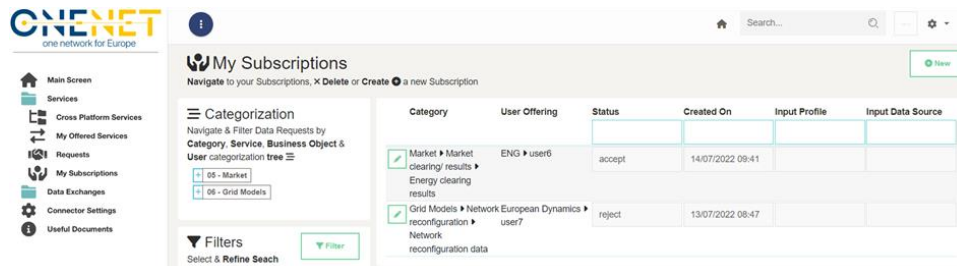 ONENET
one network for Europe
Search...
Main Screen
Services
Cross Platform Services
My Offered Services
Requests
My Subscriptions
Data Exchanges
Connector Settings
Useful Documents
My Subscriptions
Navigate to your Subscriptions, × Delete or Create a new Subscription
New
Categorization
Navigate & Filter Data Requests by
Category, Service, Business Object &
User categorization tree
05 - Market
06 - Grid Models
Filters
Filter
Select & Refine Seach
Category User Offering Status Created On Input Profile Input Data Source
Market Market ENG user6 accept 14/07/2022 09:41
clearing/ results
Energy clearing
results
Grid Models Network European Dynamics reject 13/07/2022 08:47
reconfiguration user7
Network
reconfiguration data